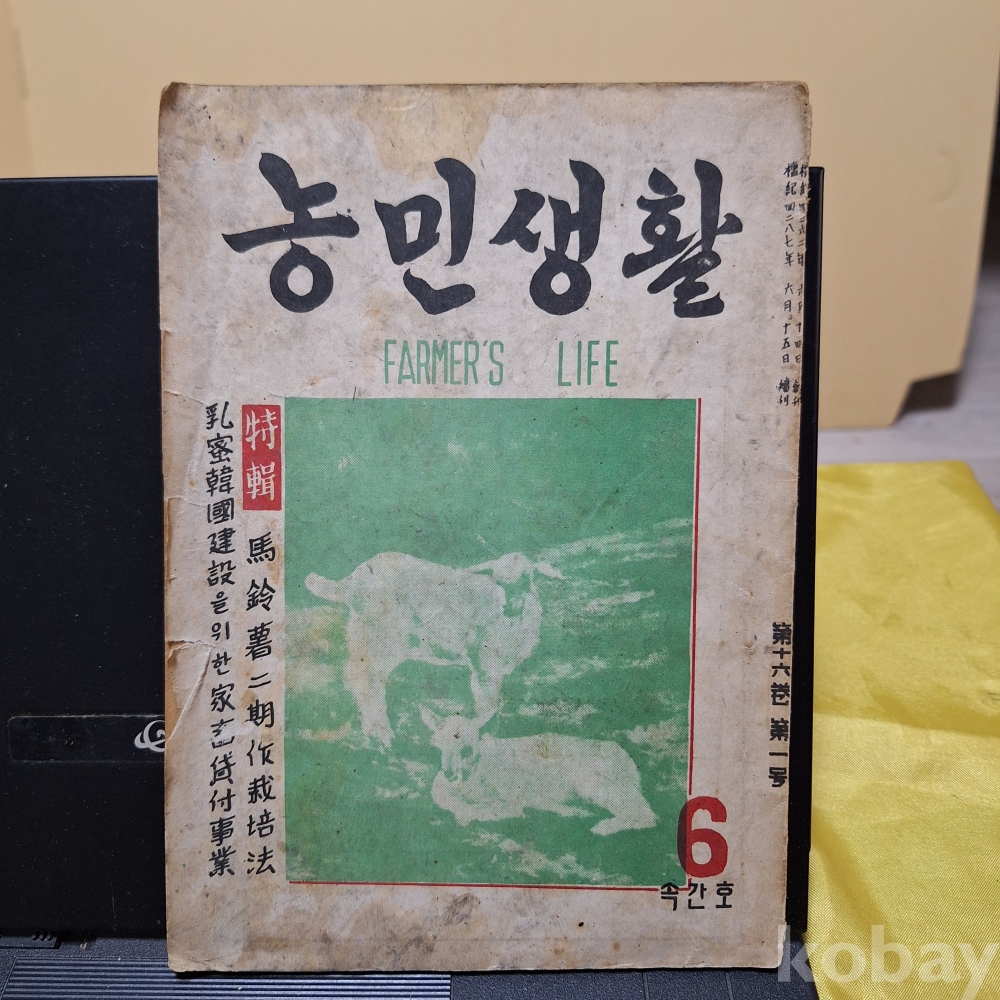 농민생활
FARMER'S LIFE
檀紀四二八七年 六月二十五日 續刊
特輯
馬鈴薯二期作栽培法
乳蜜韓國建設을위한家畜貸付事業
第十六卷 第一号
6
속간호
kobay